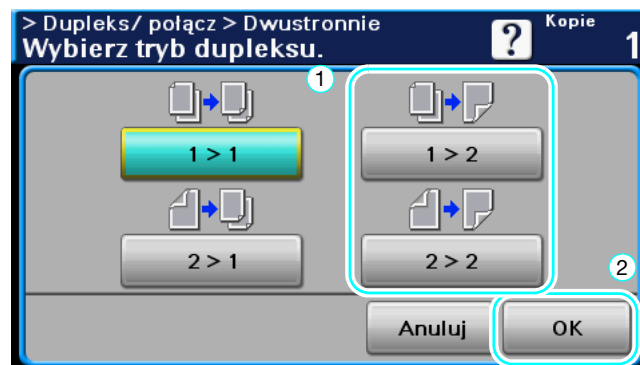 > Dupleks/ połącz > Dwustronnie
Wybierz tryb dupleksu.
?
Kopie
1
1
1 > 1
1 > 2
2 > 1
2 > 2
2
Anuluj
OK